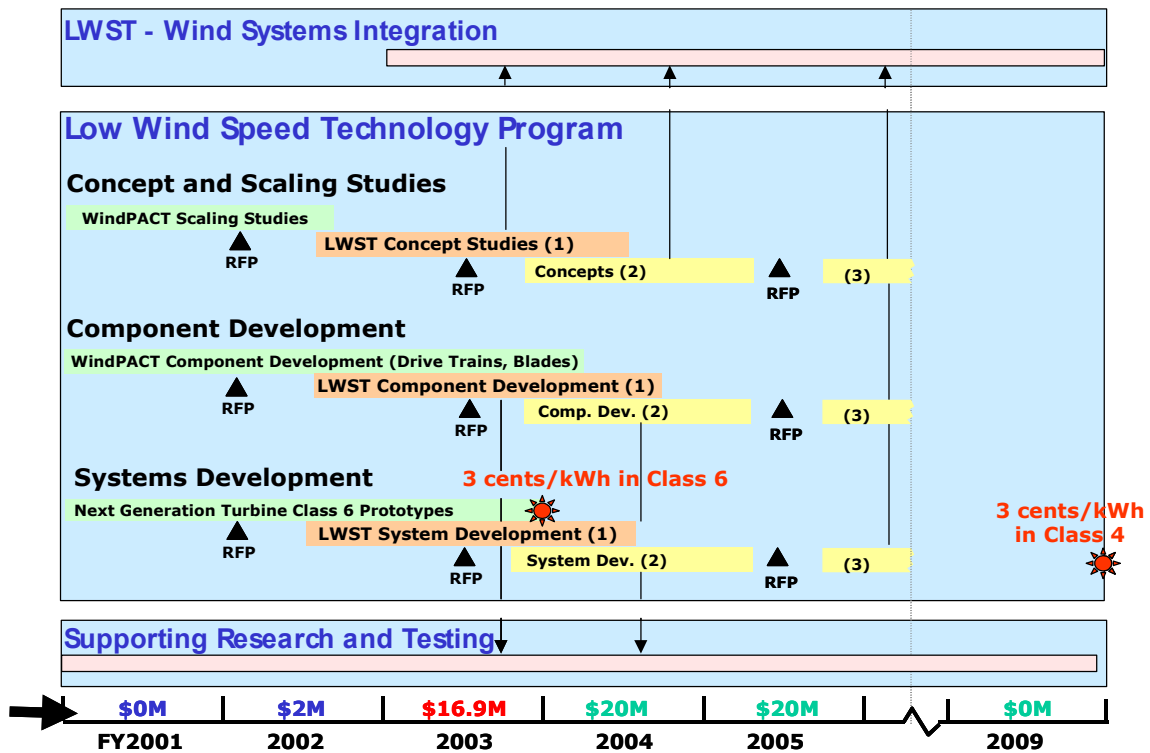 LWST - Wind Systems Integration
Low Wind Speed Technology Program
Concept and Scaling Studies
WindPACT Scaling Studies
RFP
LWST Concept Studies (1)
RFP
Concepts (2)
RFP
(3)
Component Development
WindPACT Component Development (Drive Trains, Blades)
RFP
LWST Component Development (1)
RFP
Comp. Dev. (2)
RFP
(3)
Systems Development
3 cents/kWh in Class 6
Next Generation Turbine Class 6 Prototypes
3 cents/kWh
in Class 4
RFP
LWST System Development (1)
RFP
System Dev. (2)
RFP
(3)
Supporting Research and Testing
$0M $2M $16.9M $20M $20M $0M
FY2001 2002 2003 2004 2005 2009